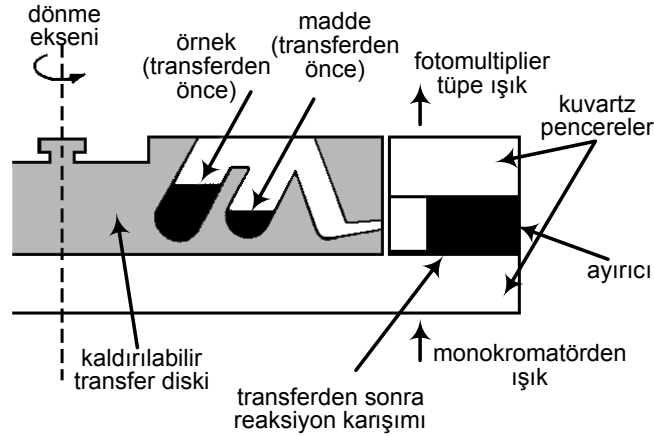 dönme
ekseni
örnek
(transferden
önce)
madde
(transferden
önce)
fotomultiplier
tüpe ışık
kuvartz
pencereler
ayırıcı
kaldırılabilir
transfer diski
transferden sonra
reaksiyon karışımı
monokromatörden
ışık